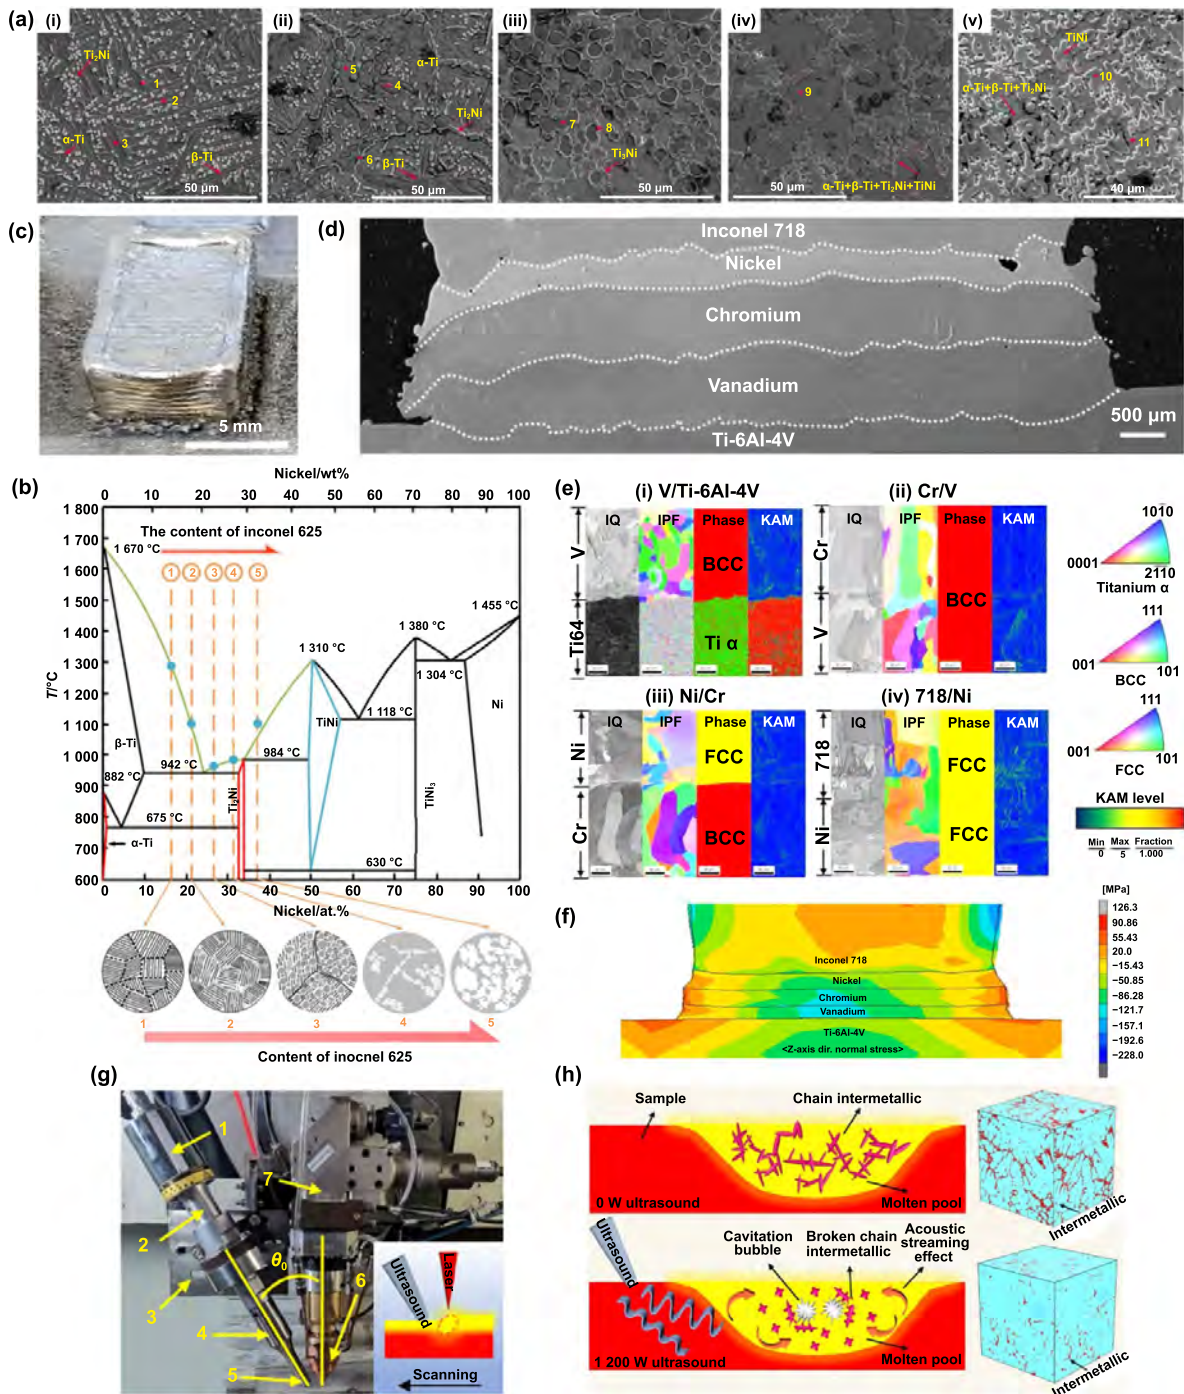 (a)
(i)
Ti₂Ni
1
2
α-Ti
3
β-Ti
50 μm
(ii)
5
α-Ti
4
Ti₂Ni
6
β-Ti
50 μm
(iii)
7
8
Ti₃Ni
50 μm
(iv)
9
α-Ti+β-Ti+Ti₂Ni+TiNi
50 μm
(v)
TiNi
10
α-Ti+β-Ti+Ti₂Ni
11
40 μm
(c)
5 mm
(d)
Inconel 718
Nickel
Chromium
Vanadium
Ti-6Al-4V
500 μm
(b)
Nickel/wt%
0 10 20 30 40 50 60 70 80 90 100
The content of inconel 625
1 800
1 700
1 600
1 500
1 400
1 300
1 200
1 100
1 000
900
800
700
600
T/°C
1 670 °C
1 2 3 4 5
1 455 °C
1 380 °C
1 310 °C
1 304 °C
Ni
TiNi
1 118 °C
β-Ti
984 °C
942 °C
882 °C
Ti₂Ni
TiNi₃
675 °C
α-Ti
630 °C
0 10 20 30 40 50 60 70 80 90 100
Nickel/at.%
1 2 3 4 5
Content of inocnel 625
(e)
(i) V/Ti-6Al-4V
IQ IPF Phase KAM
V
BCC
Ti64
Ti α
(ii) Cr/V
IQ IPF Phase KAM
Cr
BCC
V
(iii) Ni/Cr
IQ IPF Phase KAM
Ni
FCC
Cr
BCC
(iv) 718/Ni
IQ IPF Phase KAM
718
FCC
Ni
FCC
1010
0001
2110
Titanium α
111
001
101
BCC
111
001
101
FCC
KAM level
Min Max Fraction
0 5 1.000
(f)
Inconel 718
Nickel
Chromium
Vanadium
Ti-6Al-4V
<Z-axis dir. normal stress>
[MPa]
126.3
90.86
55.43
20.0
−15.43
−50.85
−86.28
−121.7
−157.1
−192.6
−228.0
(g)
1
7
2
θ₀
3
6
4
5
Ultrasound
Laser
Scanning
(h)
Sample
Chain intermetallic
0 W ultrasound
Molten pool
Intermetallic
Ultrasound
Cavitation
bubble
Broken chain
intermetallic
Acoustic
streaming
effect
1 200 W ultrasound
Molten pool
Intermetallic